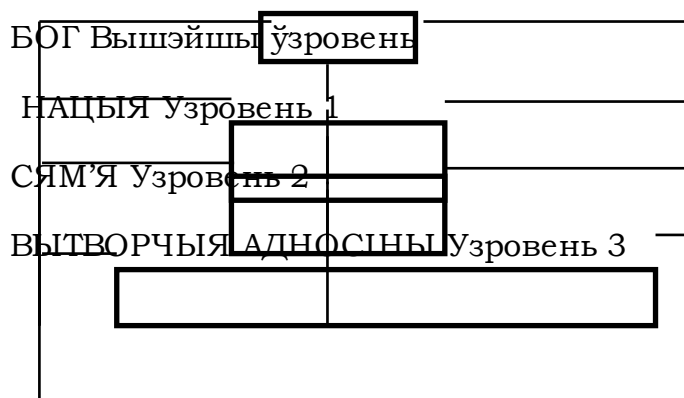 БОГ Вышэйшы ўзровень
НАЦЫЯ Узровень 1
СЯМ’Я Узровень 2
ВЫТВОРЧЫЯ АДНОСІНЫ Узровень 3